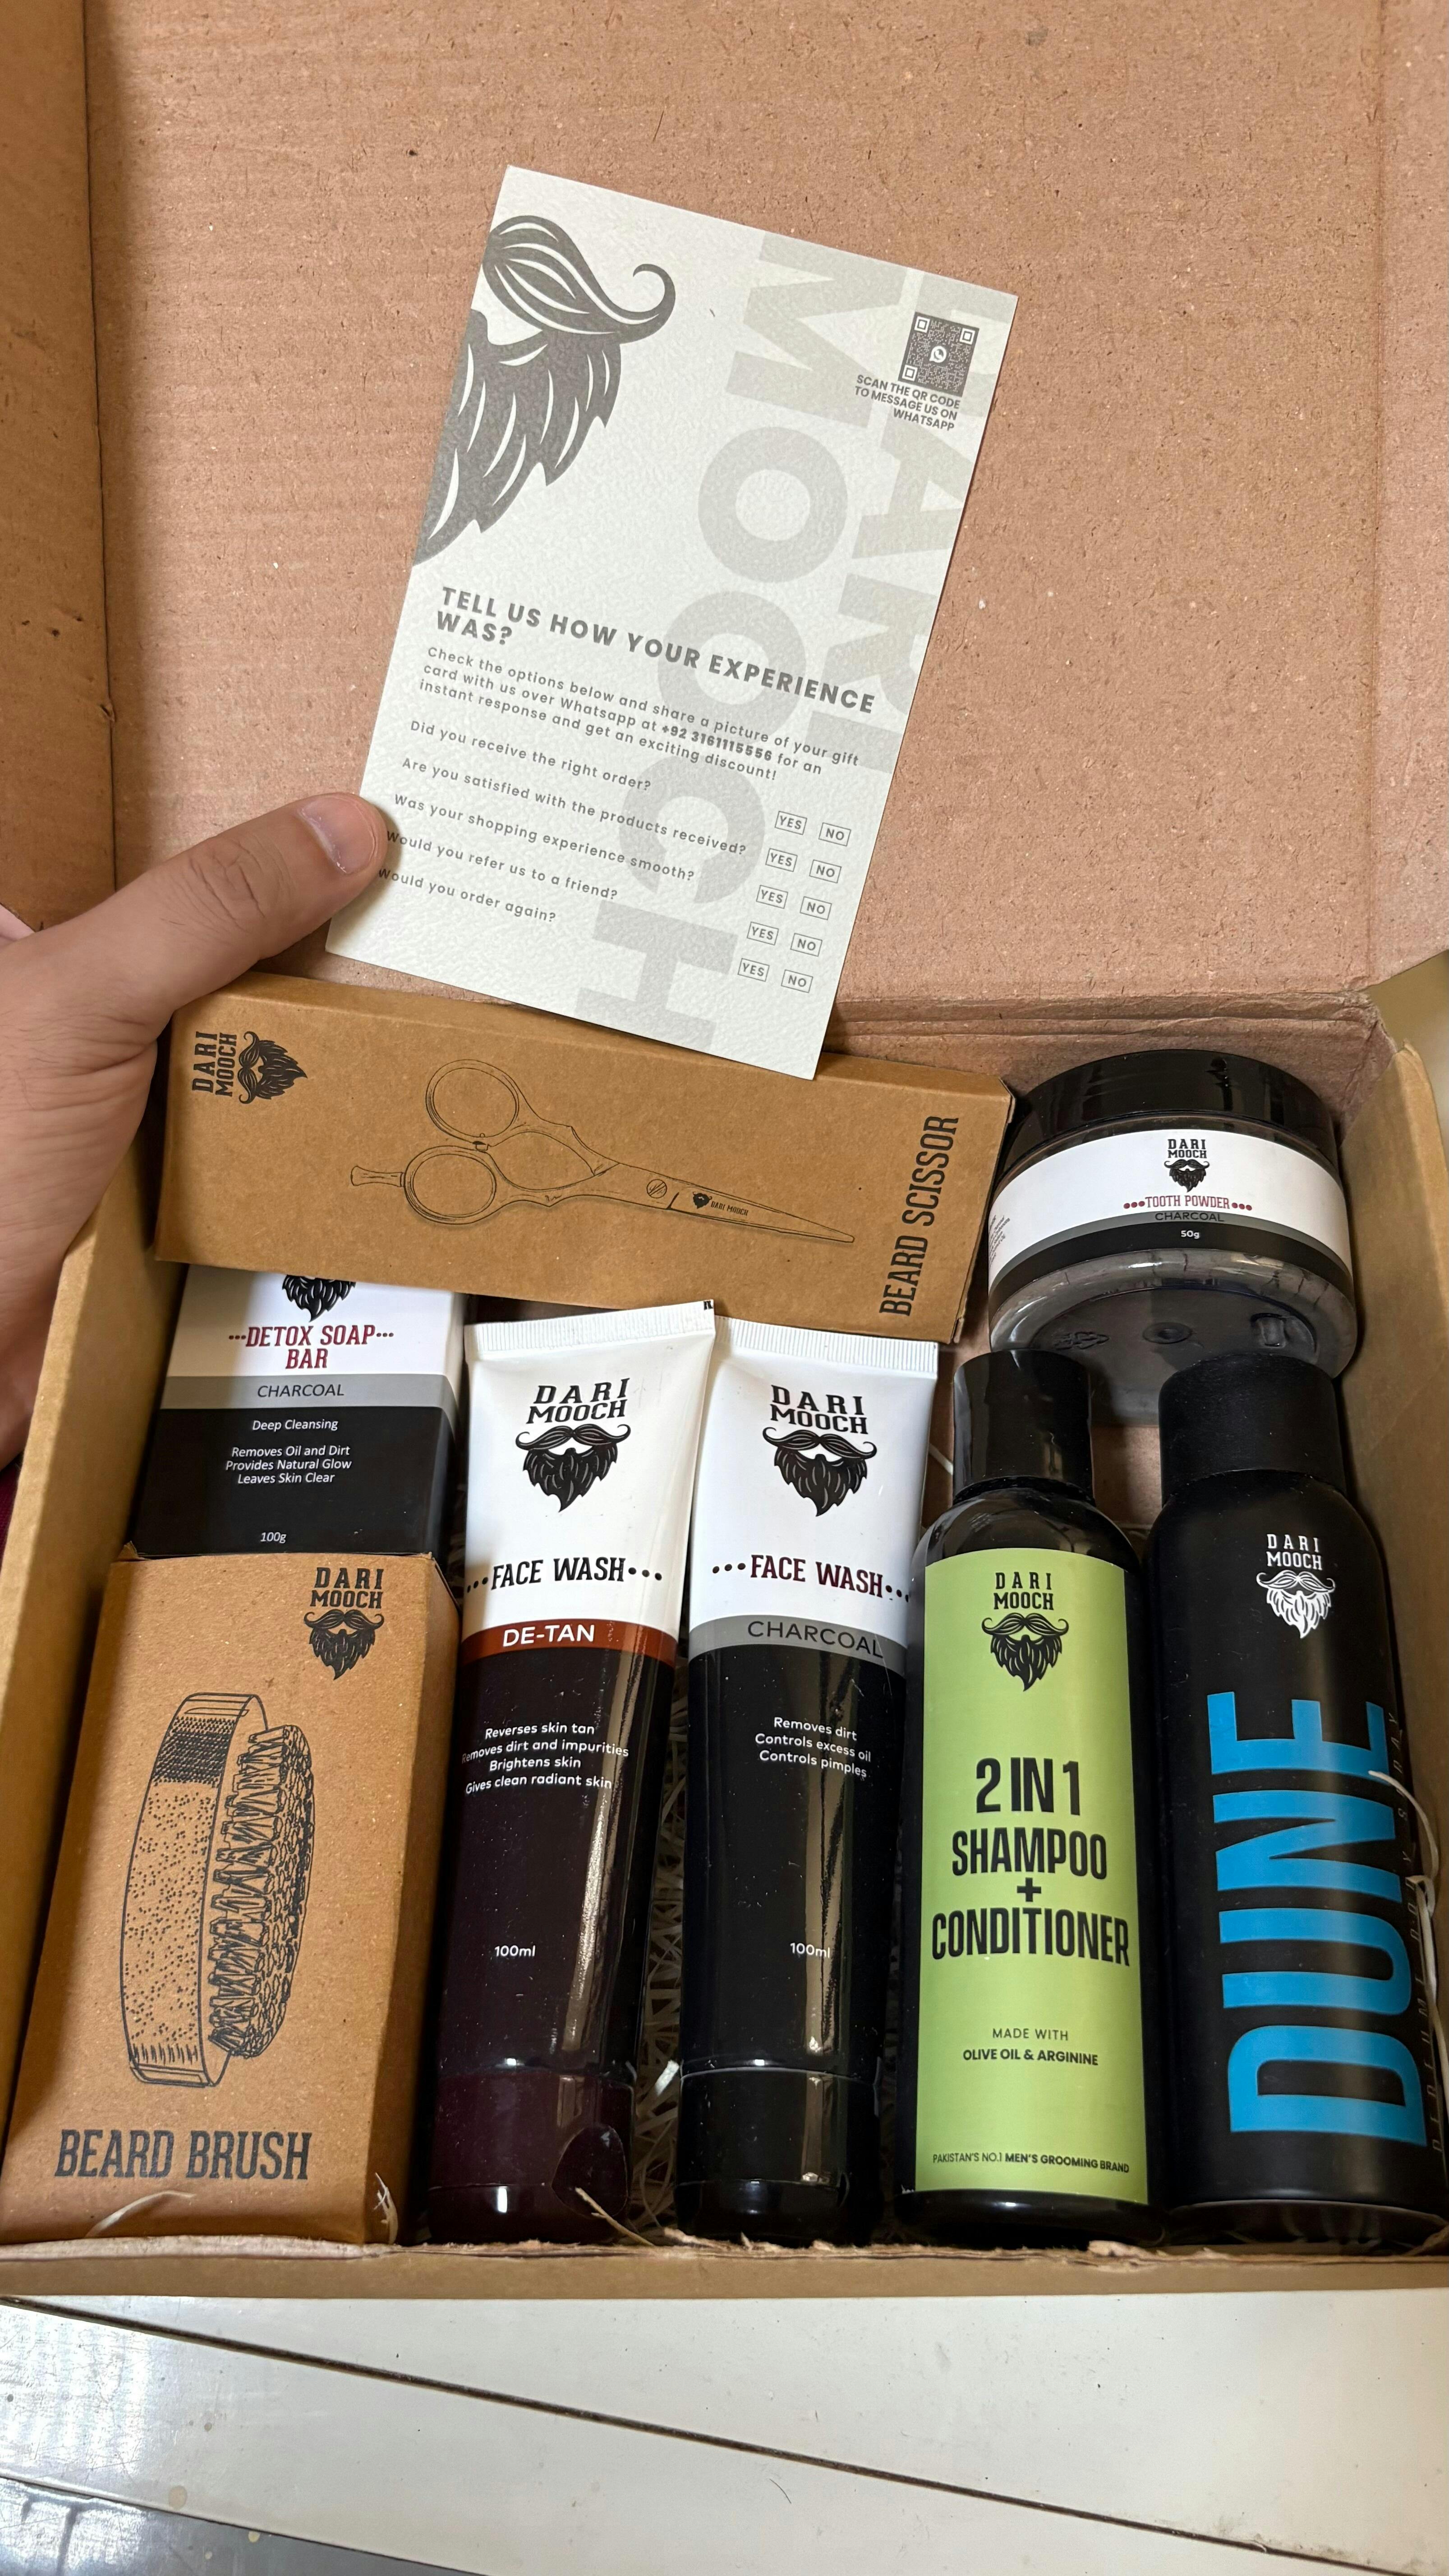 DARI
MOOCH
SCAN THE QR CODE
TO MESSAGE US ON
WHATSAPP
TELL US HOW YOUR EXPERIENCE
WAS?
Check the options below and share a picture of your gift
card with us over Whatsapp at +92 3161115556 for an
instant response and get an exciting discount!
Did you receive the right order?
YES NO
Are you satisfied with the products received?
YES NO
Was your shopping experience smooth?
YES NO
Would you refer us to a friend?
YES NO
Would you order again?
YES NO
DARI
MOOCH
DARI MOOCH
BEARD SCISSOR
DARI
MOOCH
TOOTH POWDER
CHARCOAL
50g
DETOX SOAP
BAR
CHARCOAL
Deep Cleansing
Removes Oil and Dirt
Provides Natural Glow
Leaves Skin Clear
100g
DARI
MOOCH
BEARD BRUSH
DARI
MOOCH
FACE WASH
DE-TAN
Reverses skin tan
Removes dirt and impurities
Brightens skin
Gives clean radiant skin
100ml
DARI
MOOCH
FACE WASH
CHARCOAL
Removes dirt
Controls excess oil
Controls pimples
100ml
DARI
MOOCH
2 IN 1
SHAMPOO
+
CONDITIONER
MADE WITH
OLIVE OIL & ARGININE
PAKISTAN'S NO.1 MEN'S GROOMING BRAND
DARI
MOOCH
DUNE